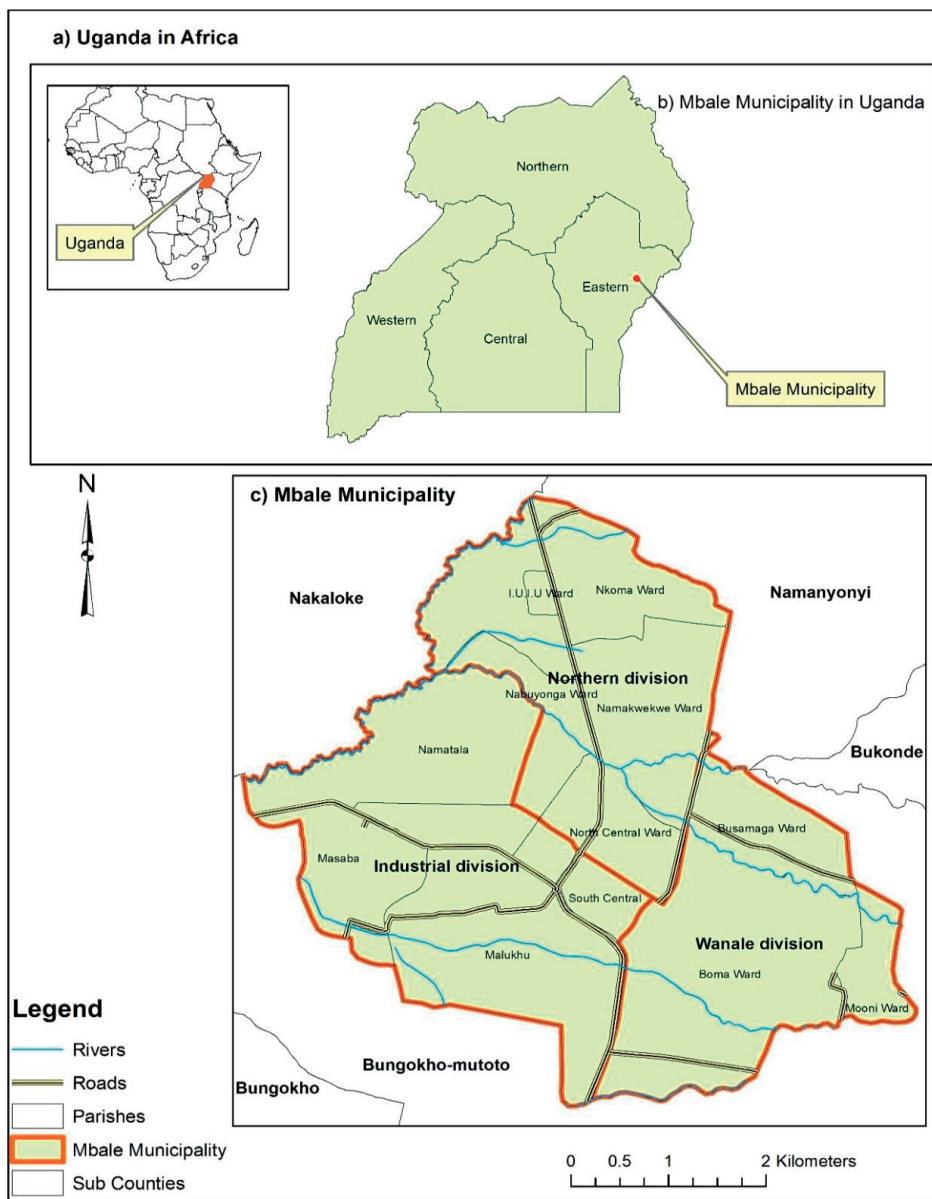 a) Uganda in Africa
b) Mbale Municipality in Uganda
Northern
Uganda
Eastern
Western
Central
Mbale Municipality
N
c) Mbale Municipality
Nakaloke
I.U.I.U Ward
Nkoma Ward
Namanyonyi
Northern division
Nabuyonga Ward
Namakwekwe Ward
Namatala
Bukonde
North Central Ward
Busamaga Ward
Masaba
Industrial division
South Central
Wanale division
Malukhu
Boma Ward
Mooni Ward
Bungokho-mutoto
Bungokho
Legend
Rivers
Roads
Parishes
Mbale Municipality
Sub Counties
0 0.5 1 2 Kilometers